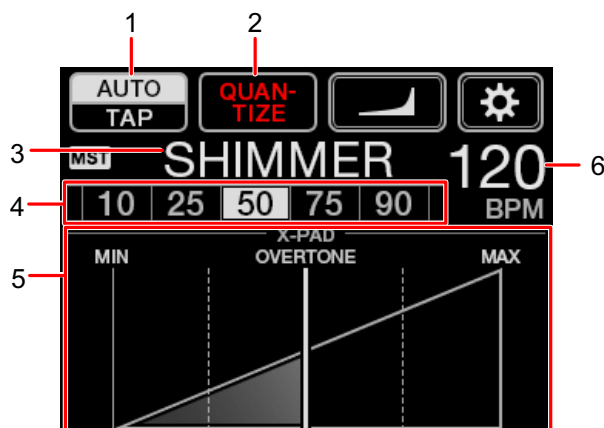 1
2
AUTO
TAP
QUAN-
TIZE
3
MST
SHIMMER
120
6
4
10 25 50 75 90
BPM
5
X-PAD
MIN OVERTONE MAX